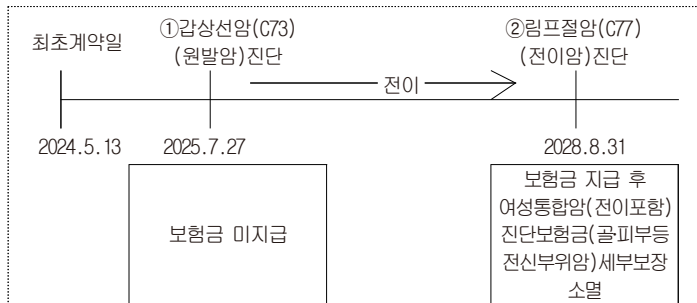 최초계약일
①갑상선암(C73)
(원발암)진단
②림프절암(C77)
(전이암)진단
전이
2024.5.13
2025.7.27
2028.8.31
보험금 미지급
보험금 지급 후
여성통합암(전이포함)
진단보험금(골·피부등
전신부위암)세부보장
소멸